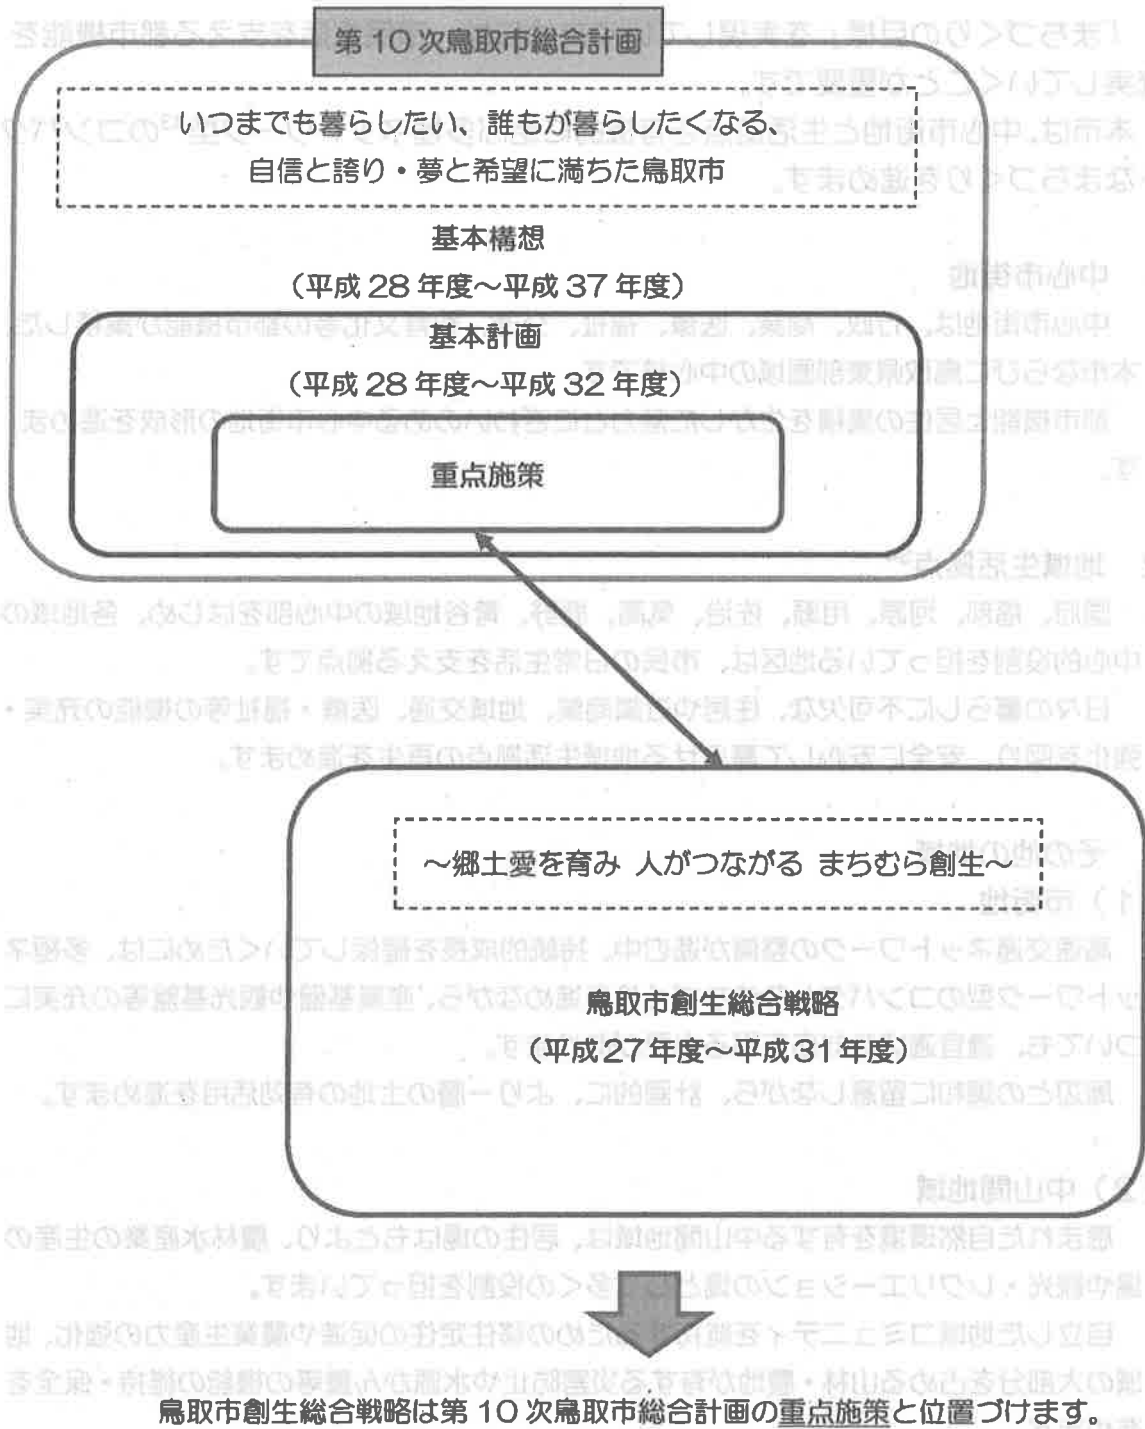 第10次鳥取市総合計画
いつまでも暮らしたい、誰もが暮らしたくなる、
自信と誇り・夢と希望に満ちた鳥取市
基本構想
（平成28年度～平成37年度）
基本計画
（平成28年度～平成32年度）
重点施策
～郷土愛を育み 人がつながる まちむら創生～
鳥取市創生総合戦略
（平成27年度～平成31年度）
鳥取市創生総合戦略は第10次鳥取市総合計画の重点施策と位置づけます。